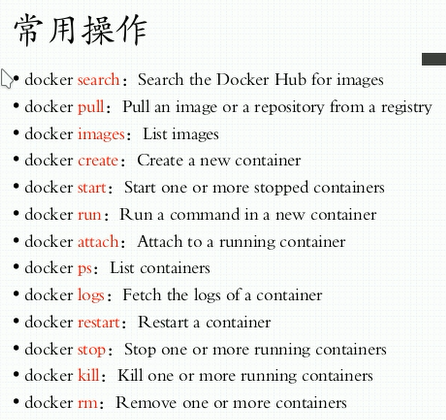 常用操作
• docker search：Search the Docker Hub for images
• docker pull：Pull an image or a repository from a registry
• docker images：List images
• docker create：Create a new container
• docker start：Start one or more stopped containers
• docker run：Run a command in a new container
• docker attach：Attach to a running container
• docker ps：List containers
• docker logs：Fetch the logs of a container
• docker restart：Restart a container
• docker stop：Stop one or more running containers
• docker kill：Kill one or more running containers
• docker rm：Remove one or more containers